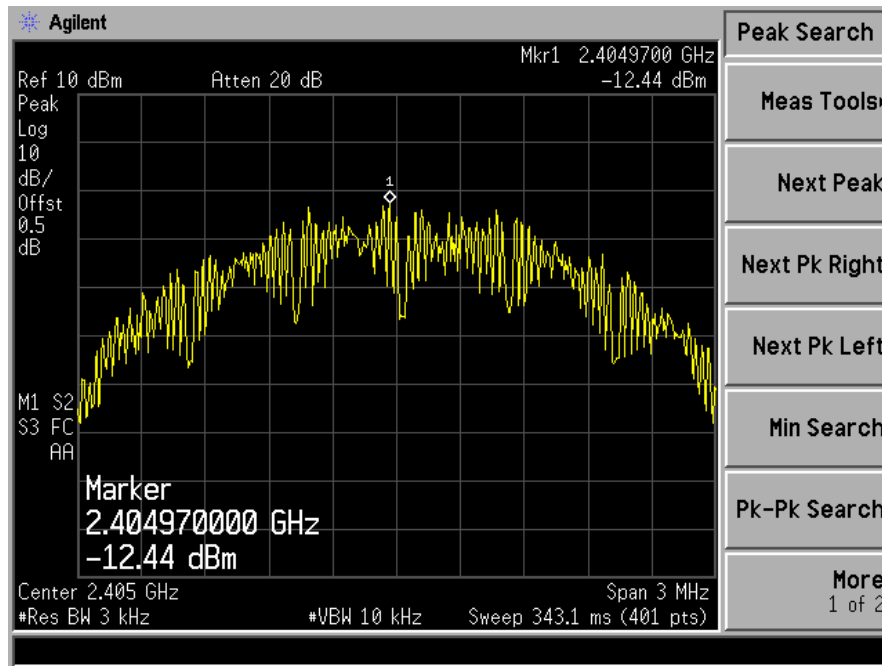 Agilent
Peak Search
Mkr1 2.4049700 GHz
Ref 10 dBm Atten 20 dB -12.44 dBm
Peak
Log
10
dB/
Offst
0.5
dB
1
Meas Tools
Next Peak
Next Pk Right
Next Pk Left
M1 S2
S3 FC
AA
Min Search
Marker
2.404970000 GHz
-12.44 dBm
Pk-Pk Search
Center 2.405 GHz Span 3 MHz
#Res BW 3 kHz #VBW 10 kHz Sweep 343.1 ms (401 pts)
More
1 of 2